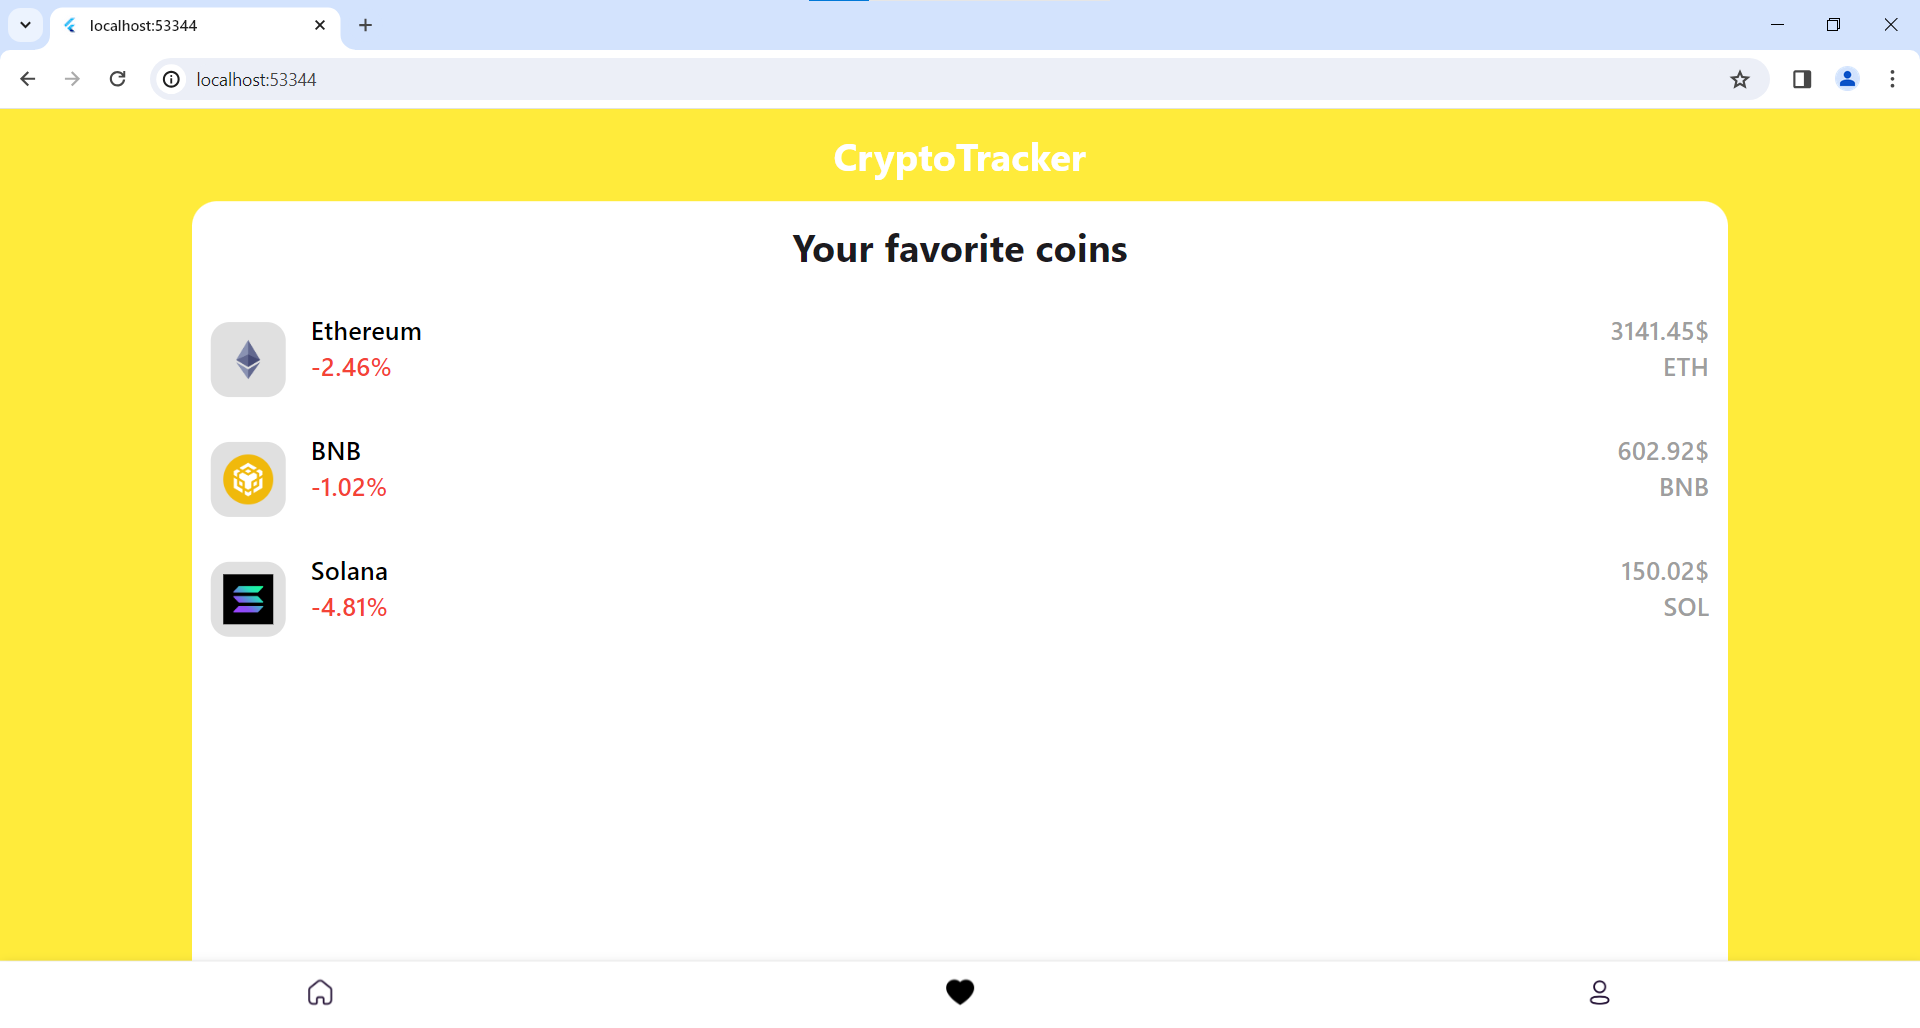 localhost:53344
localhost:53344
CryptoTracker
Your favorite coins
Ethereum
3141.45$
-2.46%
ETH
BNB
602.92$
-1.02%
BNB
Solana
150.02$
-4.81%
SOL